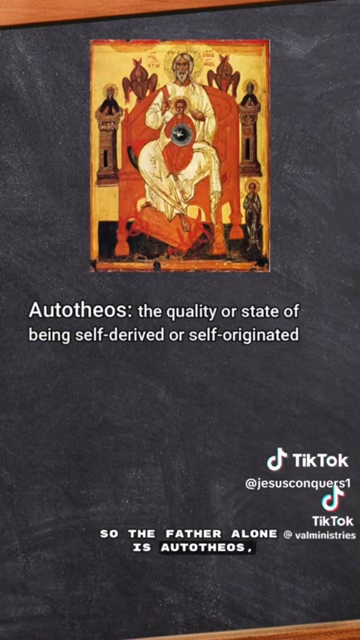 Autotheos: the quality or state of
being self-derived or self-originated
TikTok
@jesusconquers1
TikTok
@ valministries
SO THE FATHER ALONE
IS AUTOTHEOS,